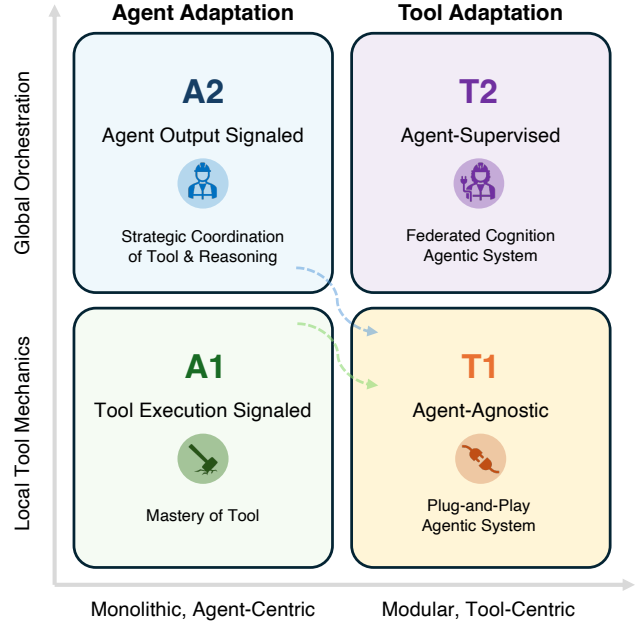 Agent Adaptation
Tool Adaptation
Global Orchestration
A2
Agent Output Signaled
Strategic Coordination
of Tool & Reasoning
T2
Agent-Supervised
Federated Cognition
Agentic System
Local Tool Mechanics
A1
Tool Execution Signaled
Mastery of Tool
T1
Agent-Agnostic
Plug-and-Play
Agentic System
Monolithic, Agent-Centric
Modular, Tool-Centric